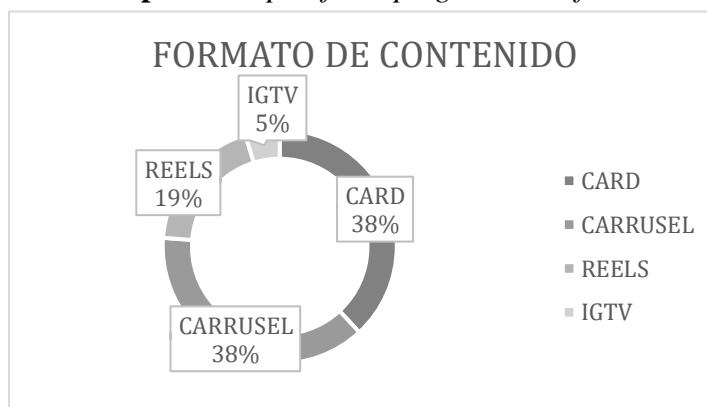 FORMATO DE CONTENIDO
IGTV
5%
REELS
19%
CARD
38%
CARRUSEL
38%
CARD
CARRUSEL
REELS
IGTV